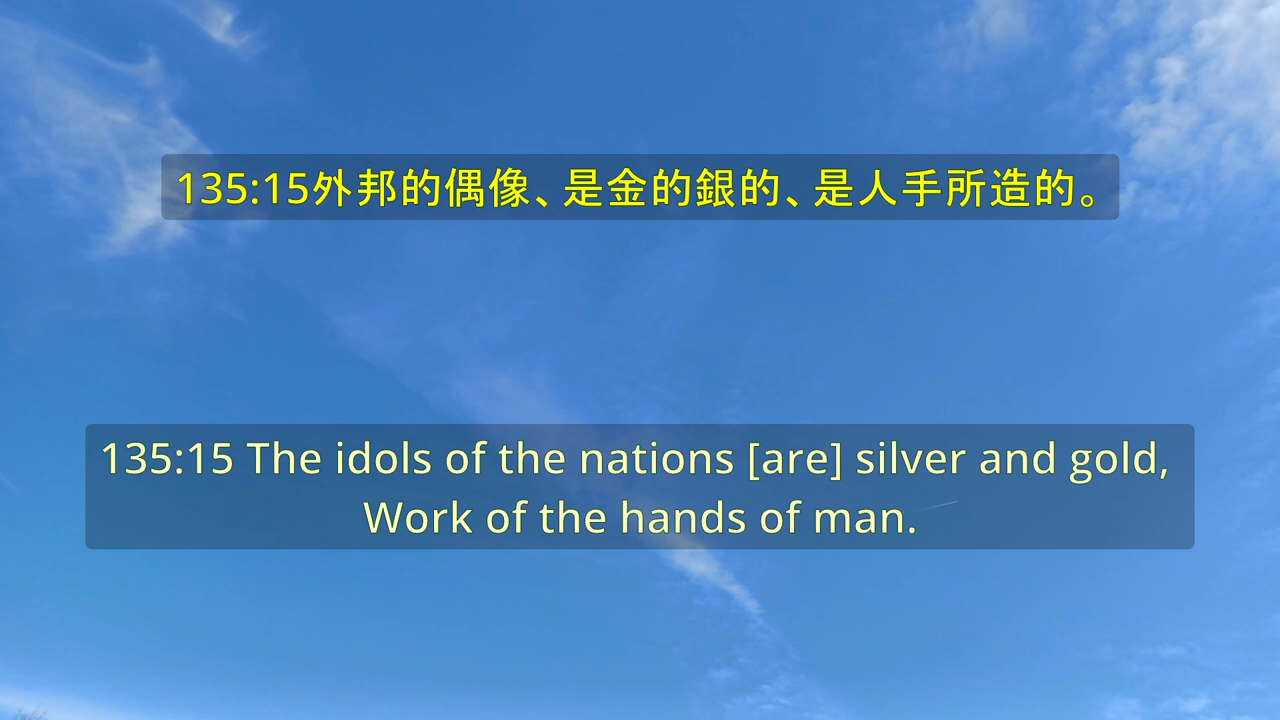 135:15外邦的偶像、是金的銀的、是人手所造的。
135:15 The idols of the nations [are] silver and gold,
Work of the hands of man.